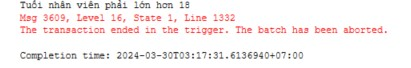 Tuổi nhân viên phải lớn hơn 18
Msg 3609, Level 16, State 1, Line 1332
The transaction ended in the trigger. The batch has been aborted.
Completion time: 2024-03-30T03:17:31.6136940+07:00